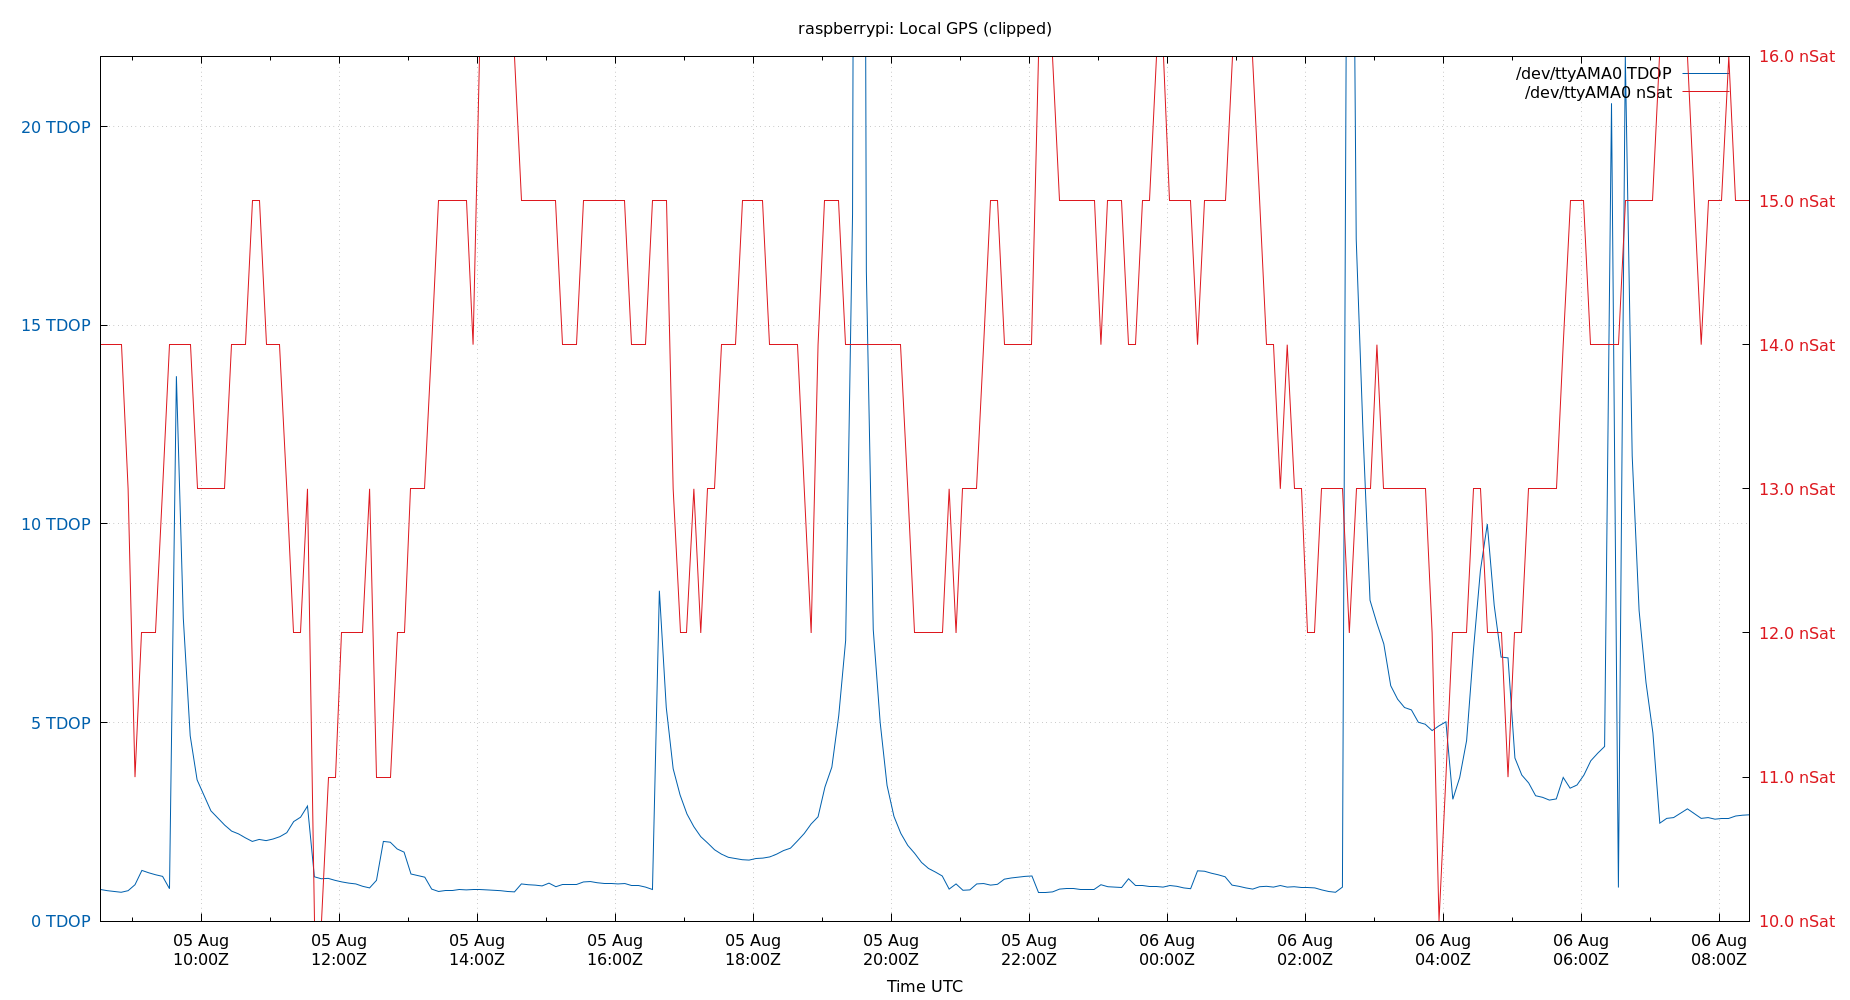 raspberrypi: Local GPS (clipped)
16.0 nSat
/dev/ttyAMA0 TDOP
/dev/ttyAMA0 nSat
20 TDOP
15.0 nSat
15 TDOP
14.0 nSat
13.0 nSat
10 TDOP
12.0 nSat
5 TDOP
11.0 nSat
0 TDOP
10.0 nSat
05 Aug 05 Aug 05 Aug 05 Aug 05 Aug 05 Aug 05 Aug 06 Aug 06 Aug 06 Aug 06 Aug 06 Aug
10:00Z 12:00Z 14:00Z 16:00Z 18:00Z 20:00Z 22:00Z 00:00Z 02:00Z 04:00Z 06:00Z 08:00Z
Time UTC